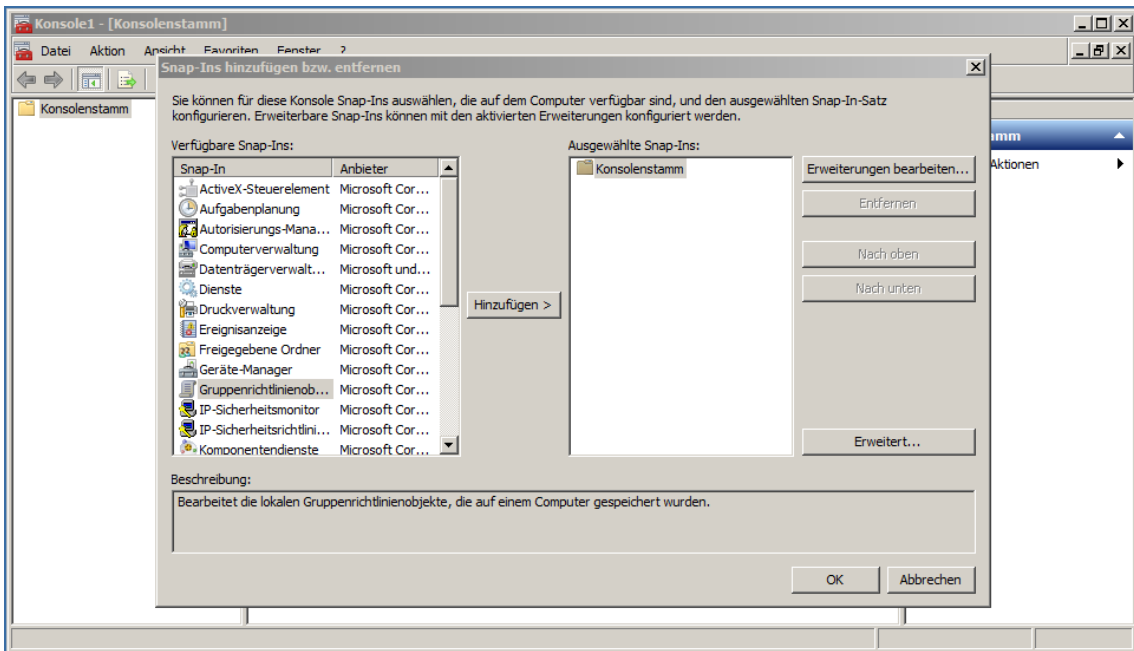 Konsole1 - [Konsolenstamm]
Datei Aktion Ansicht Favoriten Fenster ?
Snap-Ins hinzufügen bzw. entfernen
Konsolenstamm
Sie können für diese Konsole Snap-Ins auswählen, die auf dem Computer verfügbar sind, und den ausgewählten Snap-In-Satz
konfigurieren. Erweiterbare Snap-Ins können mit den aktivierten Erweiterungen konfiguriert werden.
Verfügbare Snap-Ins:
Snap-In Anbieter
ActiveX-Steuerelement Microsoft Cor...
Aufgabenplanung Microsoft Cor...
Autorisierungs-Mana... Microsoft Cor...
Computerverwaltung Microsoft Cor...
Datenträgerverwalt... Microsoft und...
Dienste Microsoft Cor...
Druckverwaltung Microsoft Cor...
Ereignisanzeige Microsoft Cor...
Freigegebene Ordner Microsoft Cor...
Geräte-Manager Microsoft Cor...
Gruppenrichtlinienob... Microsoft Cor...
IP-Sicherheitsmonitor Microsoft Cor...
IP-Sicherheitsrichtlini... Microsoft Cor...
Komponentendienste Microsoft Cor...
Hinzufügen >
Ausgewählte Snap-Ins:
Konsolenstamm
Erweiterungen bearbeiten...
Entfernen
Nach oben
Nach unten
Erweitert...
Beschreibung:
Bearbeitet die lokalen Gruppenrichtlinienobjekte, die auf einem Computer gespeichert wurden.
OK Abbrechen
mm
Aktionen